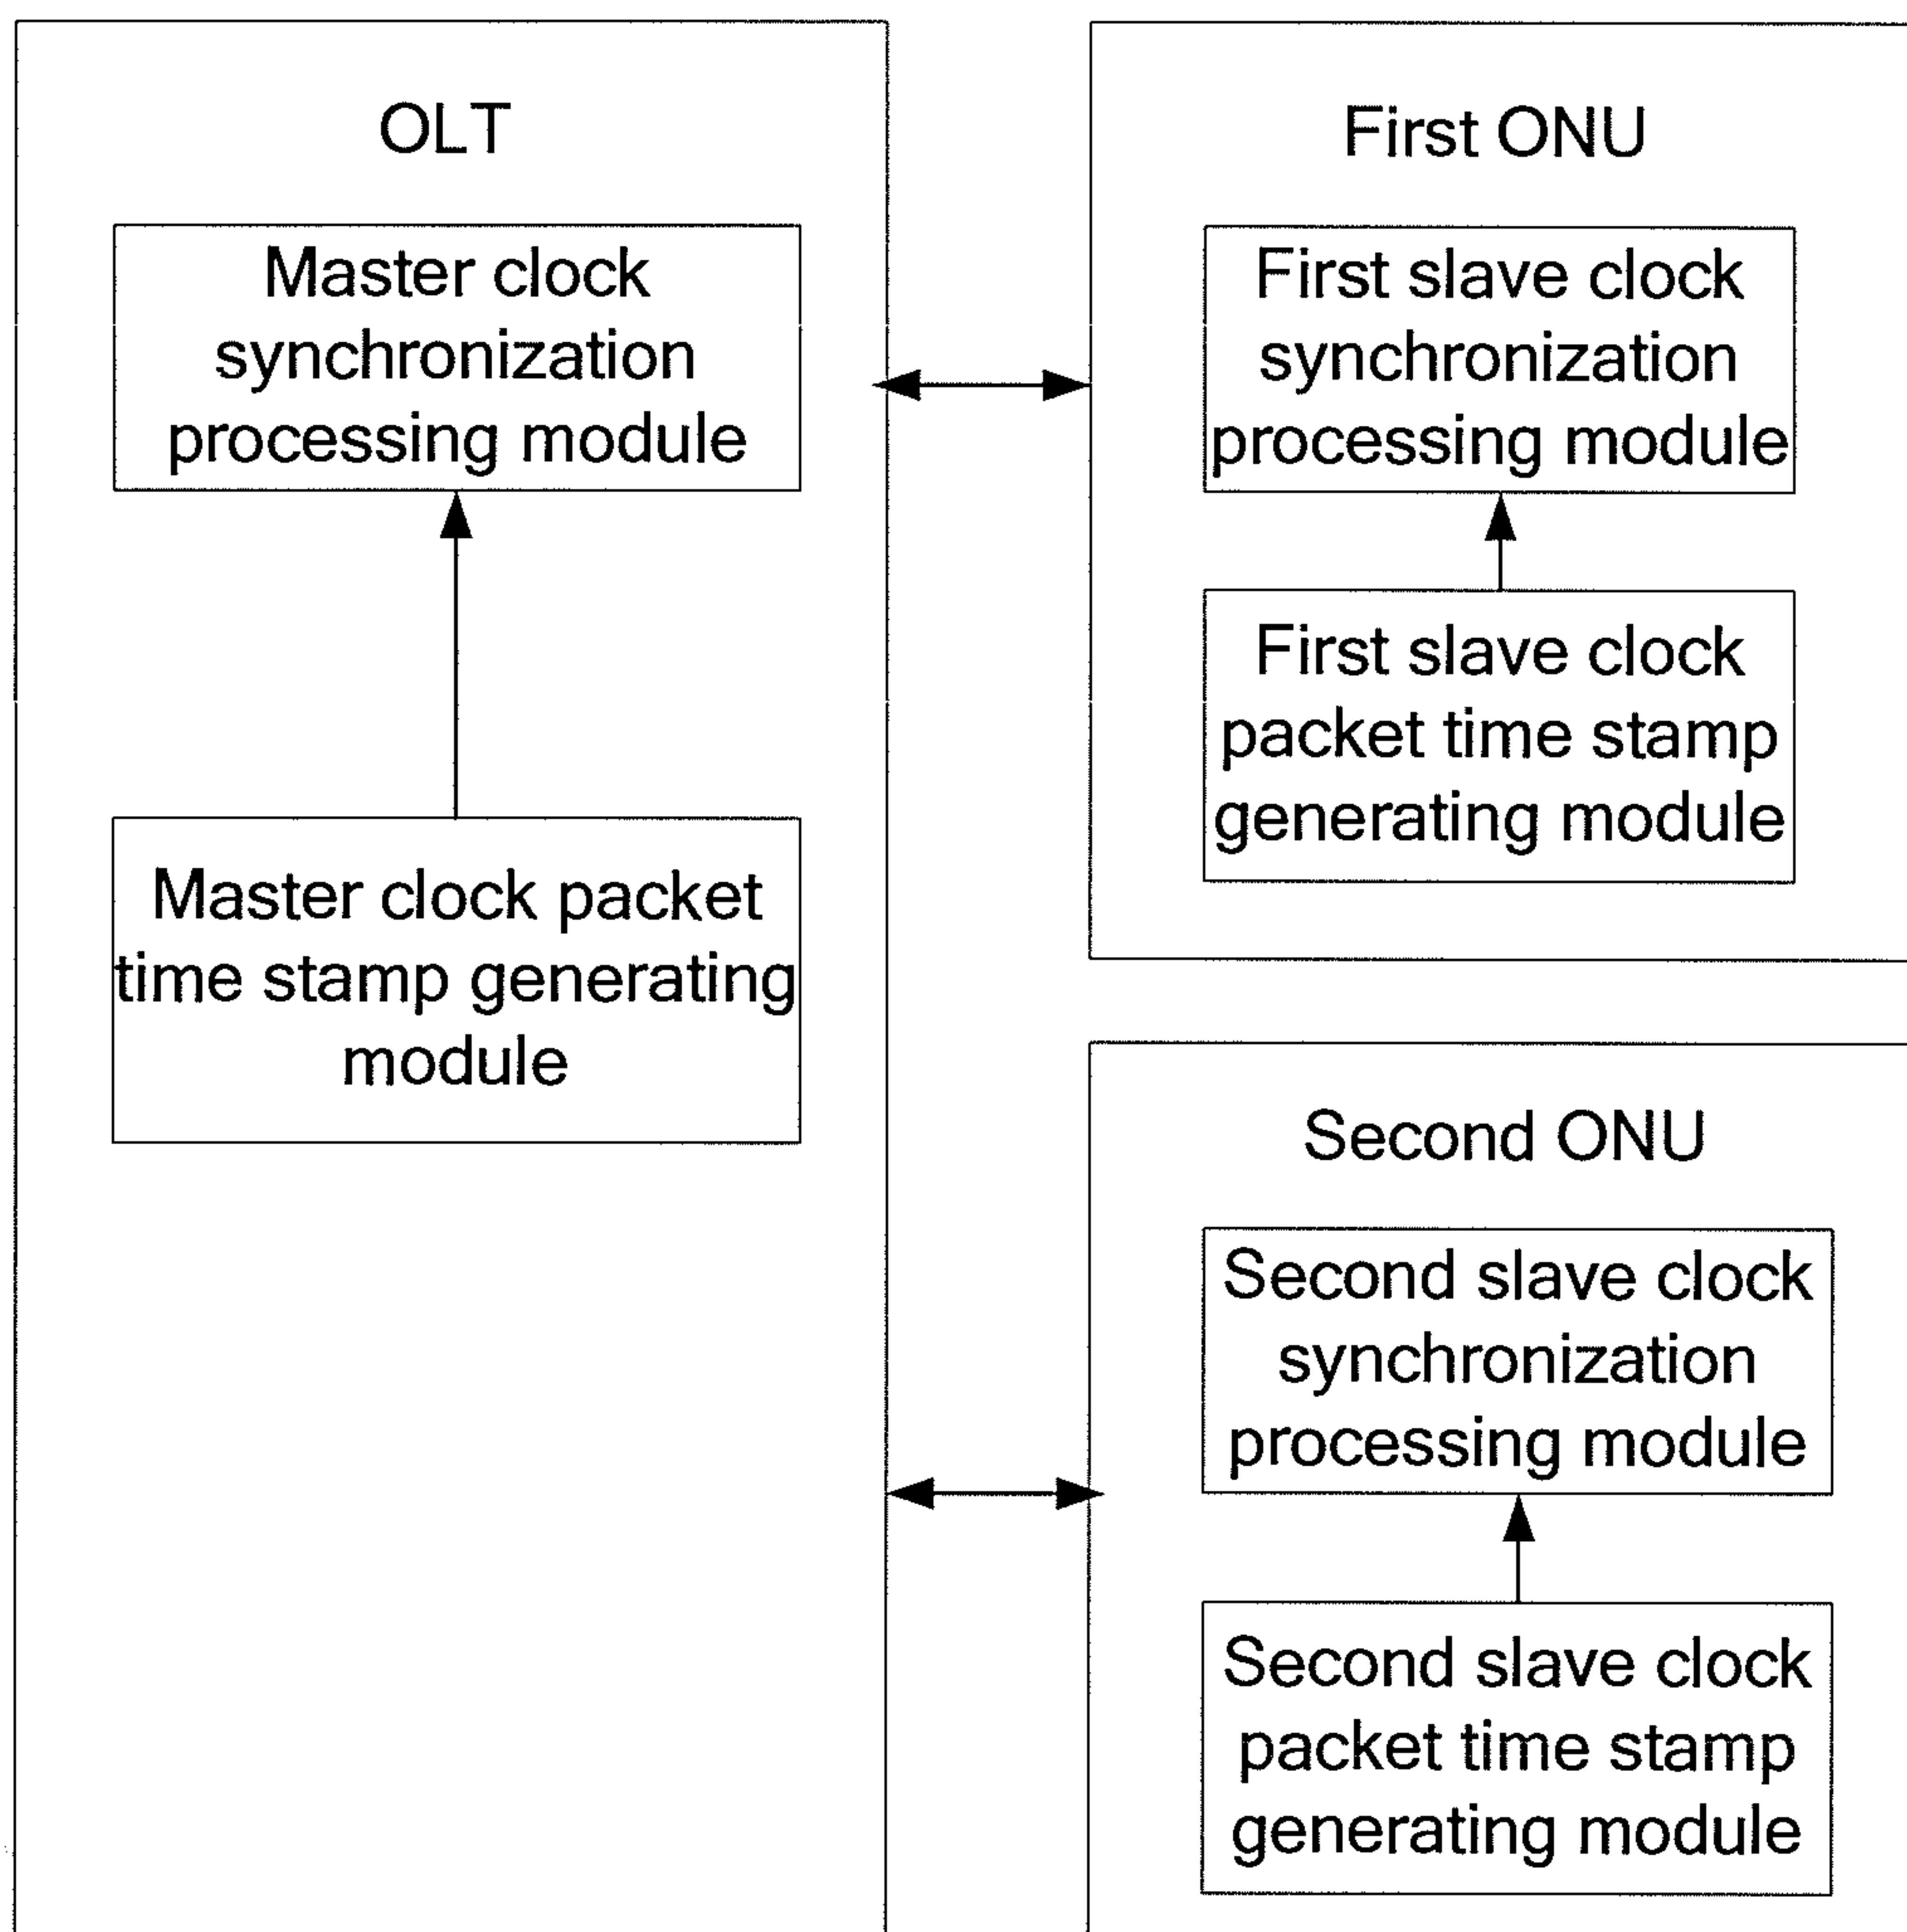 OLT
Master clock
synchronization
processing module
Master clock packet
time stamp generating
module
First ONU
First slave clock
synchronization
processing module
First slave clock
packet time stamp
generating module
Second ONU
Second slave clock
synchronization
processing module
Second slave clock
packet time stamp
generating module